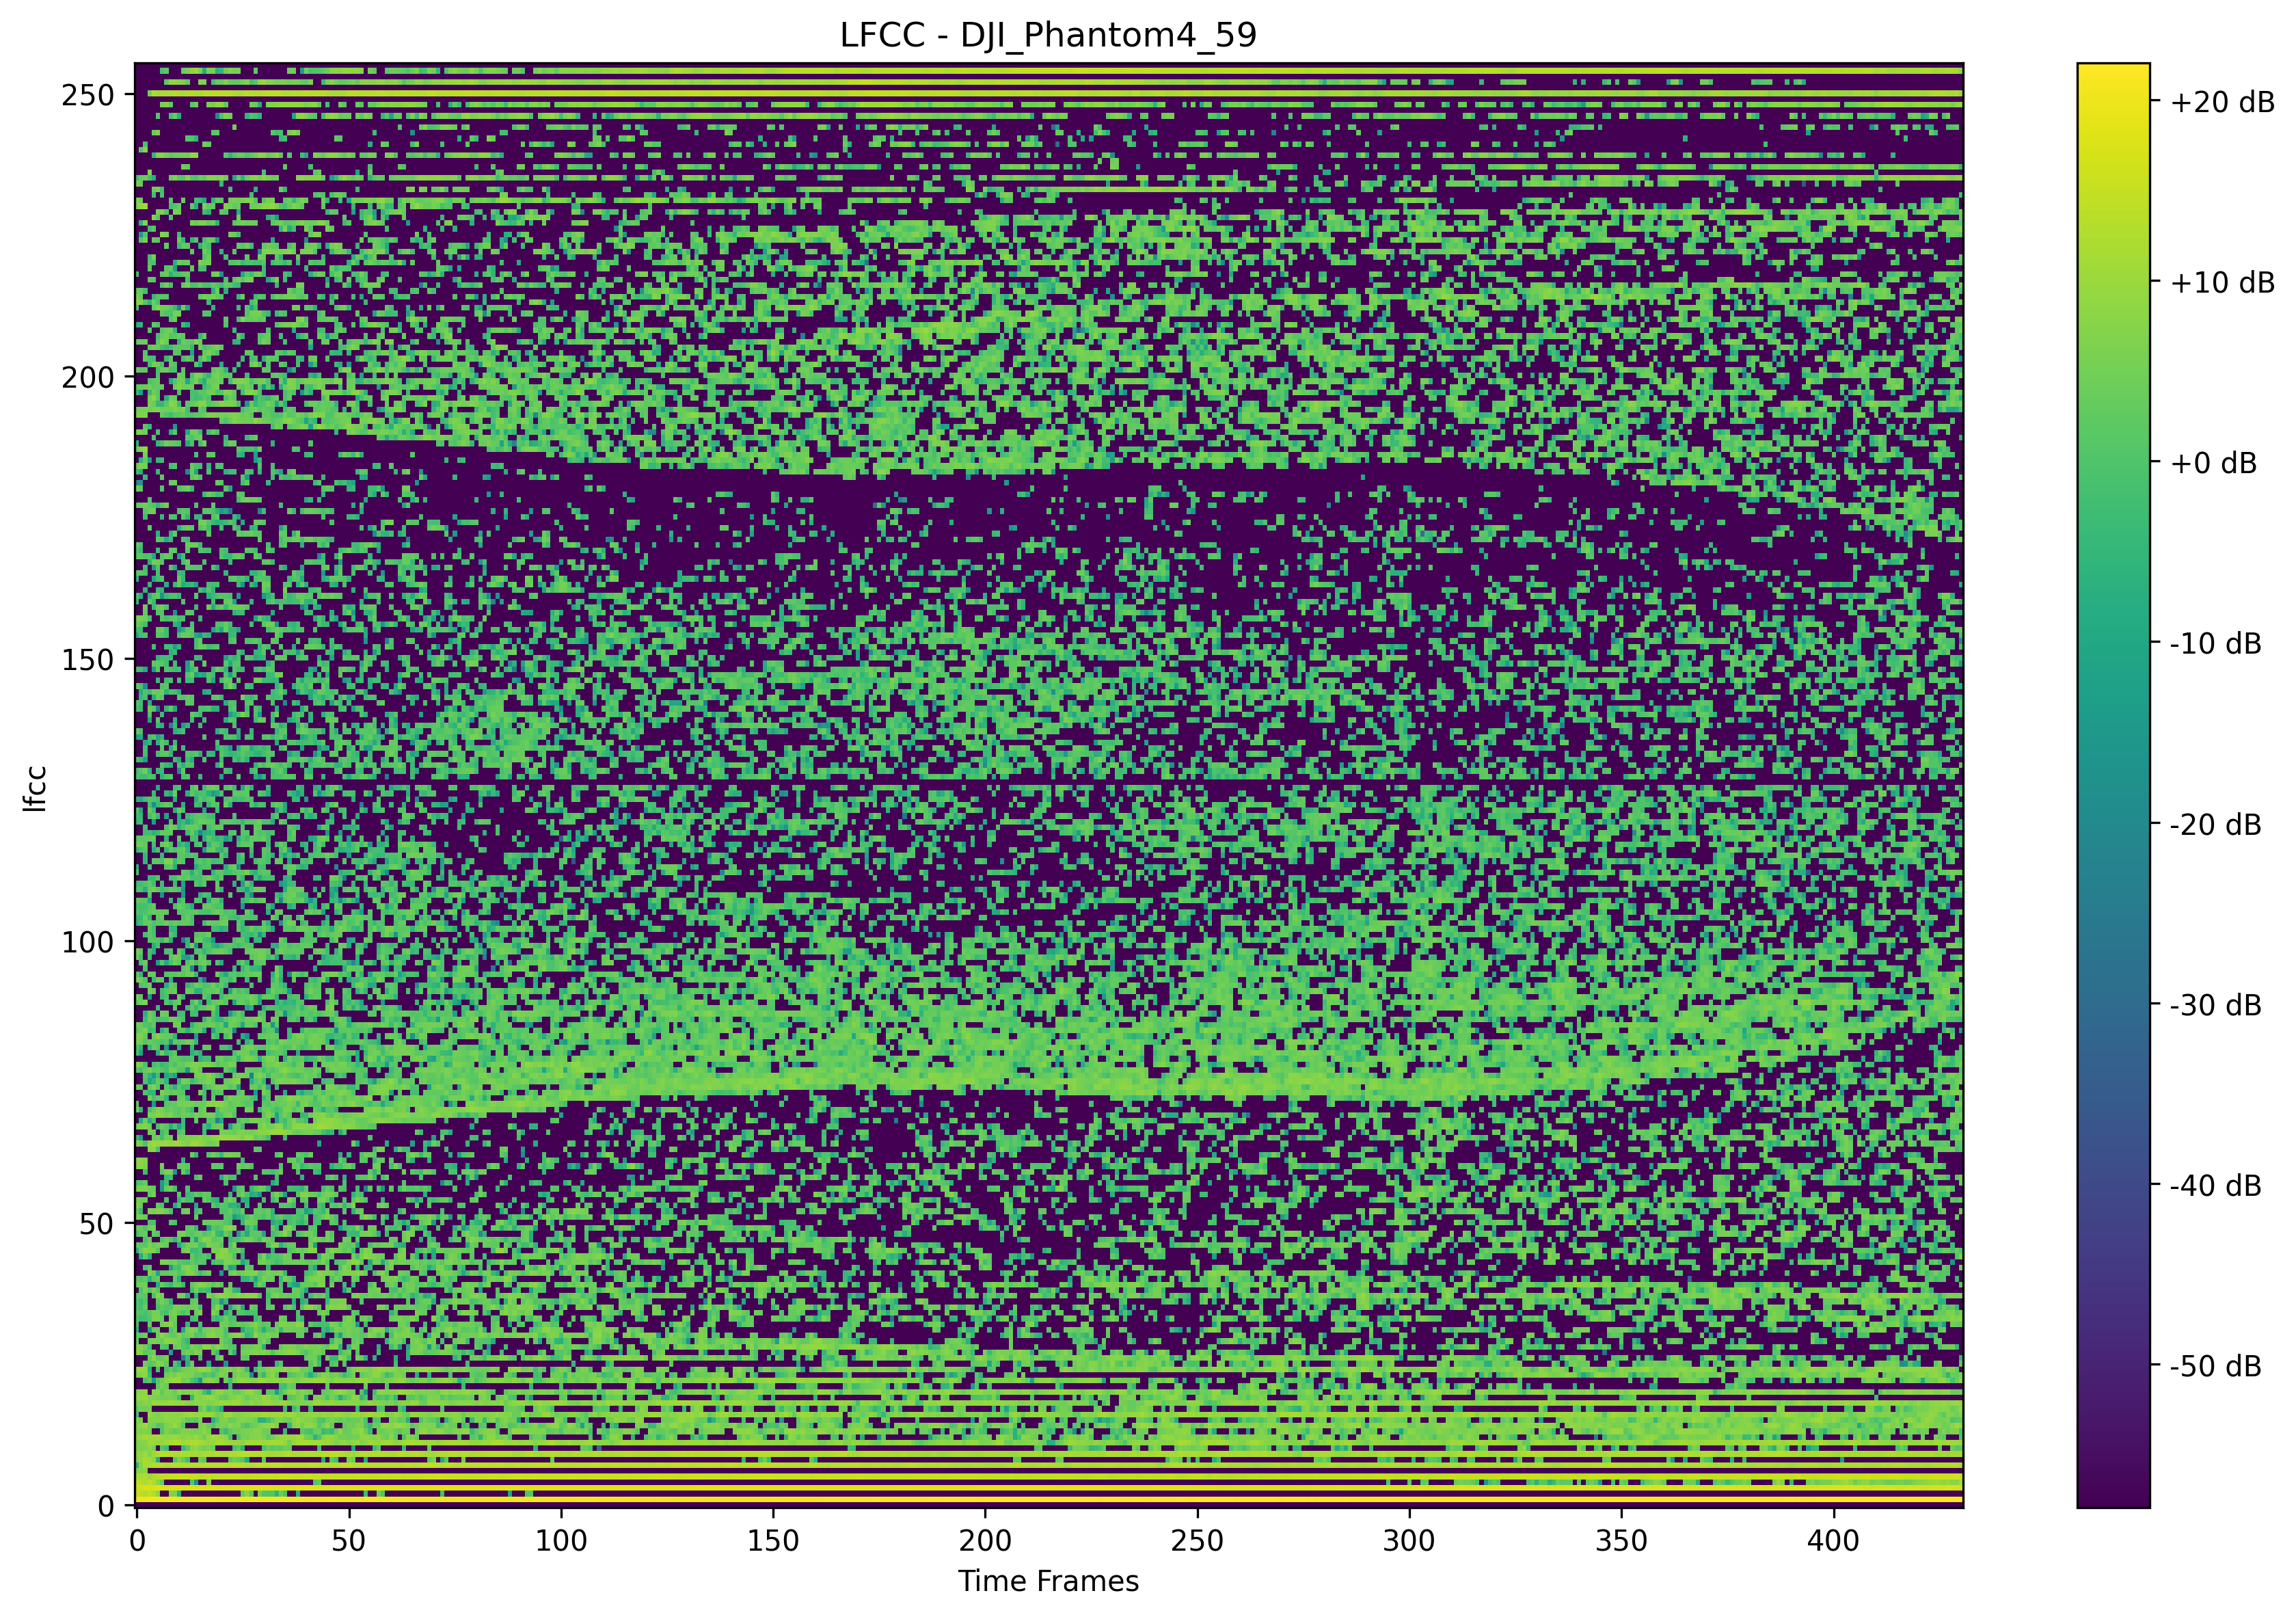 LFCC - DJI_Phantom4_59
250
200
150
100
50
0
lfcc
0 50 100 150 200 250 300 350 400
Time Frames
+20 dB
+10 dB
+0 dB
-10 dB
-20 dB
-30 dB
-40 dB
-50 dB